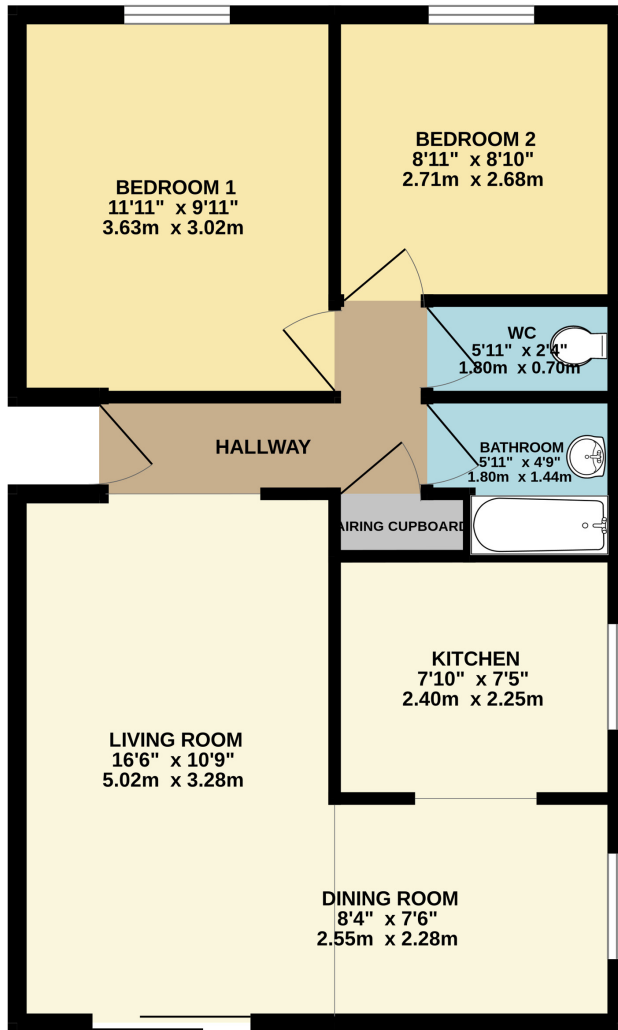 BEDROOM 1
11'11" x 9'11"
3.63m x 3.02m
BEDROOM 2
8'11" x 8'10"
2.71m x 2.68m
WC
5'11" x 2'4"
1.80m x 0.70m
HALLWAY
BATHROOM
5'11" x 4'9"
1.80m x 1.44m
AIRING CUPBOARD
KITCHEN
7'10" x 7'5"
2.40m x 2.25m
LIVING ROOM
16'6" x 10'9"
5.02m x 3.28m
DINING ROOM
8'4" x 7'6"
2.55m x 2.28m